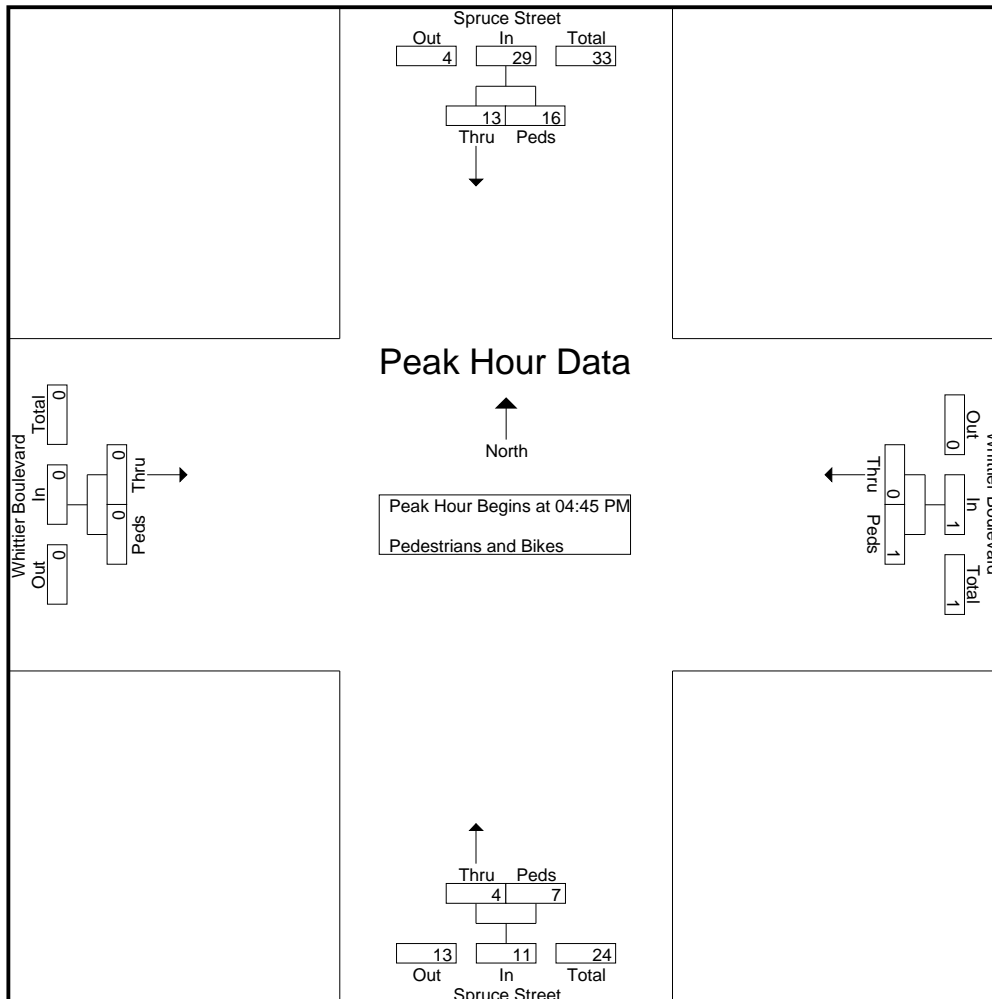 Spruce Street
Out In Total
4 29 33
13 16
Thru Peds
Peak Hour Data
North
Peak Hour Begins at 04:45 PM
Pedestrians and Bikes
Whittier Boulevard
Out In Total
0 0 0
0 0
Peds Thru
Whittier Boulevard
Out In Total
0 1 1
Thru Peds
0 1
Thru Peds
4 7
13 11 24
Out In Total
Spruce Street